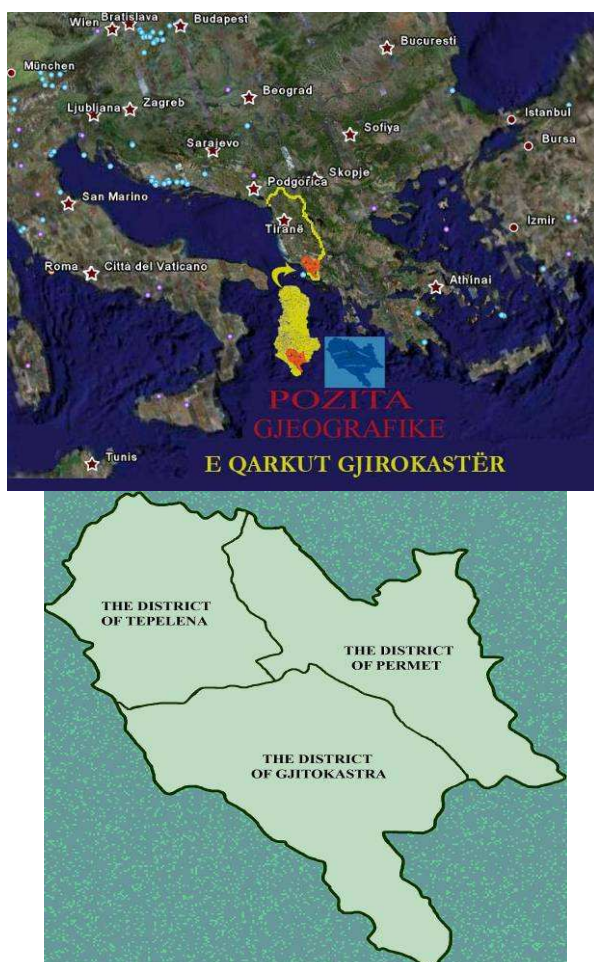 Wien
Bratislava
Budapest
München
Bucuresti
Ljubljana
Zagreb
Beograd
Istanbul
Bursa
Sarajevo
Sofiya
Podgorica
Skopje
San Marino
Tiranë
Izmir
Roma
Città del Vaticano
Athinai
POZITA
GJEOGRAFIKE
E QARKUT GJIROKASTËR
Tunis
THE DISTRICT
OF TEPELENA
THE DISTRICT
OF PERMET
THE DISTRICT
OF GJITOKASTRA